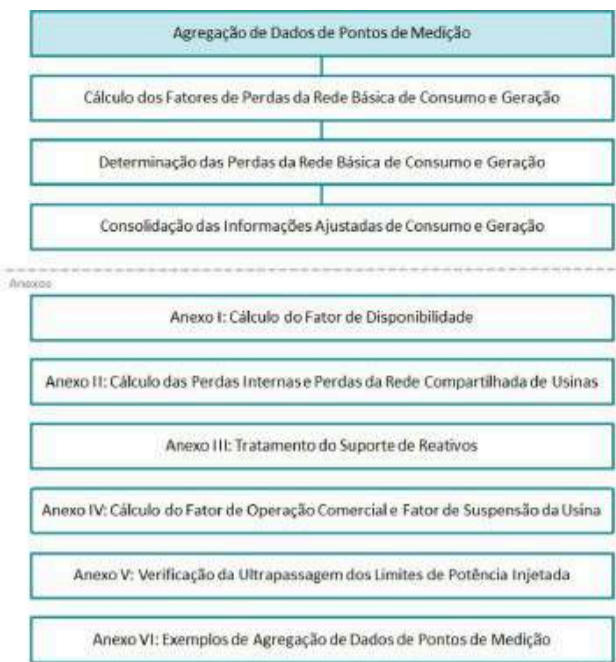 Agregação de Dados de Pontos de Medição
Cálculo dos Fatores de Perdas da Rede Básica de Consumo e Geração
Determinação das Perdas da Rede Básica de Consumo e Geração
Consolidação das Informações Ajustadas de Consumo e Geração
Anexos
Anexo I: Cálculo do Fator de Disponibilidade
Anexo II: Cálculo das Perdas Internas e Perdas da Rede Compartilhada de Usinas
Anexo III: Tratamento do Suporte de Reativos
Anexo IV: Cálculo do Fator de Operação Comercial e Fator de Suspensão da Usina
Anexo V: Verificação da Ultrapassagem dos Limites de Potência Injetada
Anexo VI: Exemplos de Agregação de Dados de Pontos de Medição